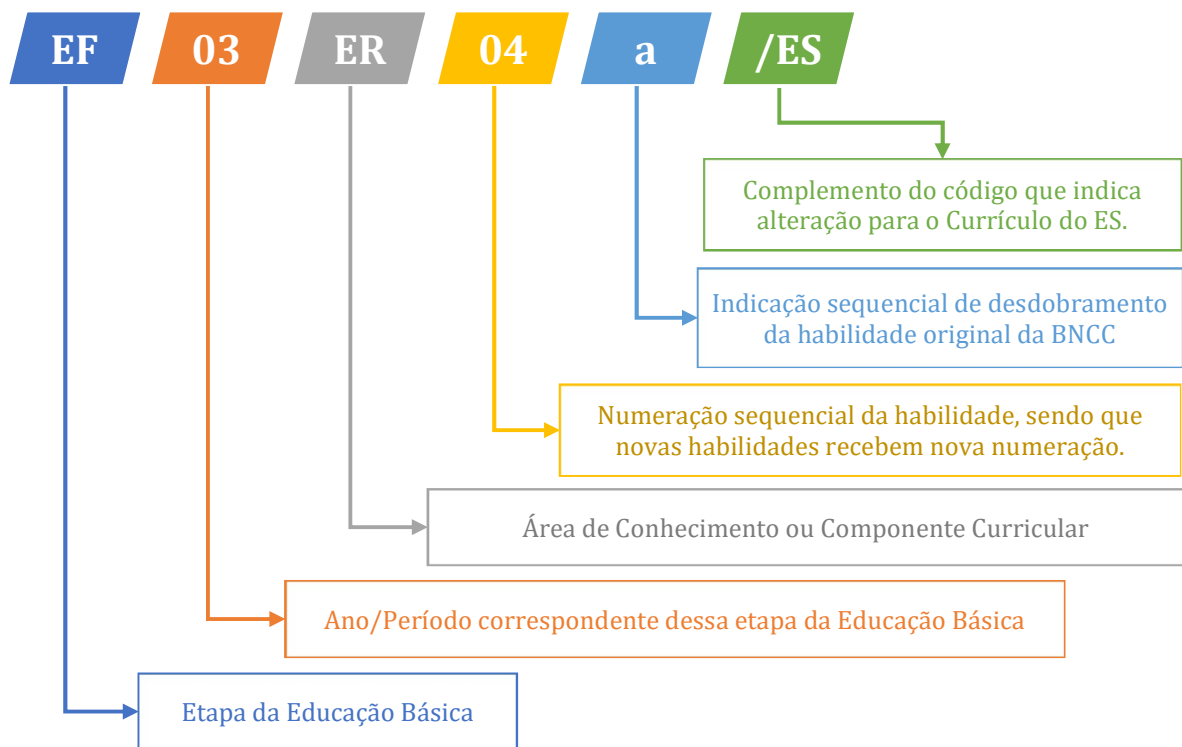 EF 03 ER 04 a /ES
Complemento do código que indica
alteração para o Currículo do ES.
Indicação sequencial de desdobramento
da habilidade original da BNCC
Numeração sequencial da habilidade, sendo que
novas habilidades recebem nova numeração.
Área de Conhecimento ou Componente Curricular
Ano/Período correspondente dessa etapa da Educação Básica
Etapa da Educação Básica